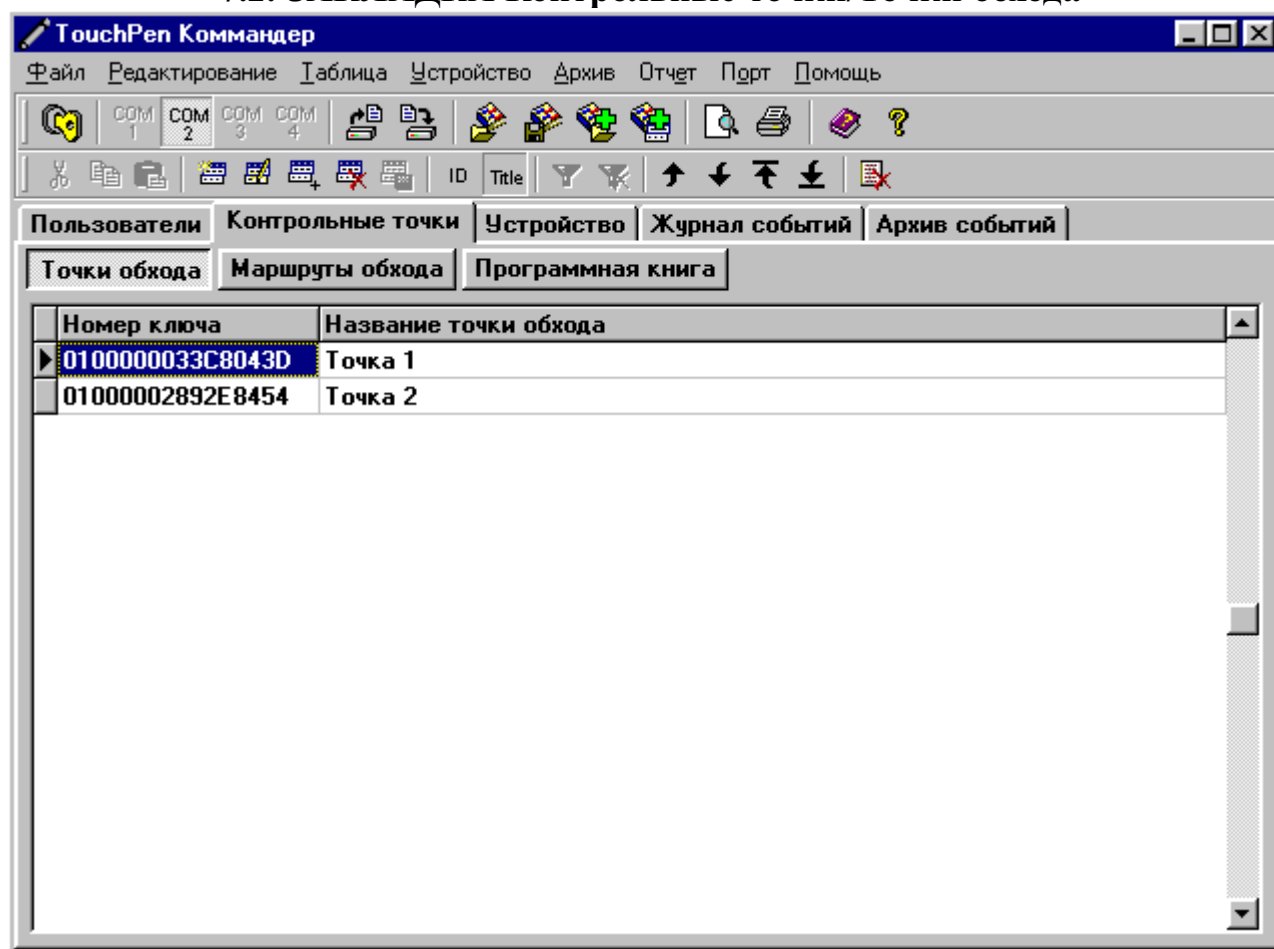 TouchPen Коммандер
Файл Редактирование Таблица Устройство Архив Отчет Порт Помощь
COM 1 COM 2 COM 3 COM 4
ID Title
Пользователи Контрольные точки Устройство Журнал событий Архив событий
Точки обхода Маршруты обхода Программная книга
Номер ключа Название точки обхода
0100000033C8043D Точка 1
01000002892E8454 Точка 2